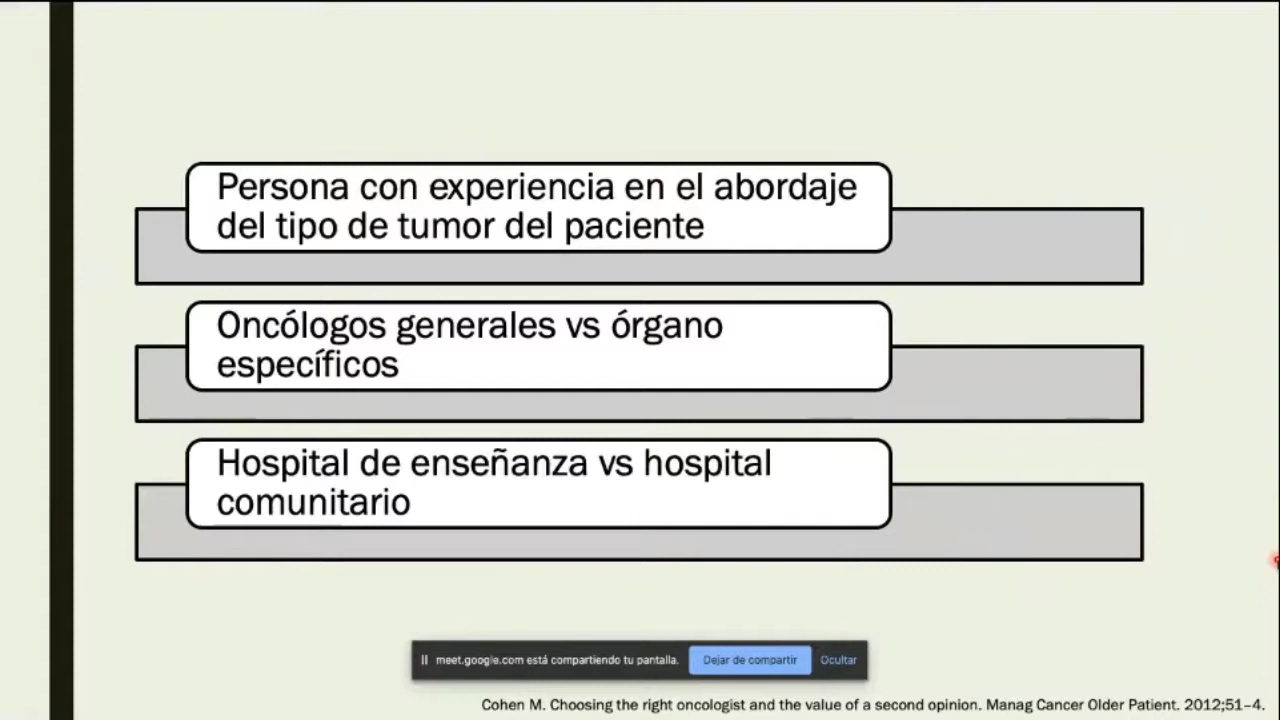 Persona con experiencia en el abordaje
del tipo de tumor del paciente
Oncólogos generales vs órgano
específicos
Hospital de enseñanza vs hospital
comunitario
meet.google.com está compartiendo tu pantalla. Dejar de compartir Ocultar
Cohen M. Choosing the right oncologist and the value of a second opinion. Manag Cancer Older Patient. 2012;51–4.